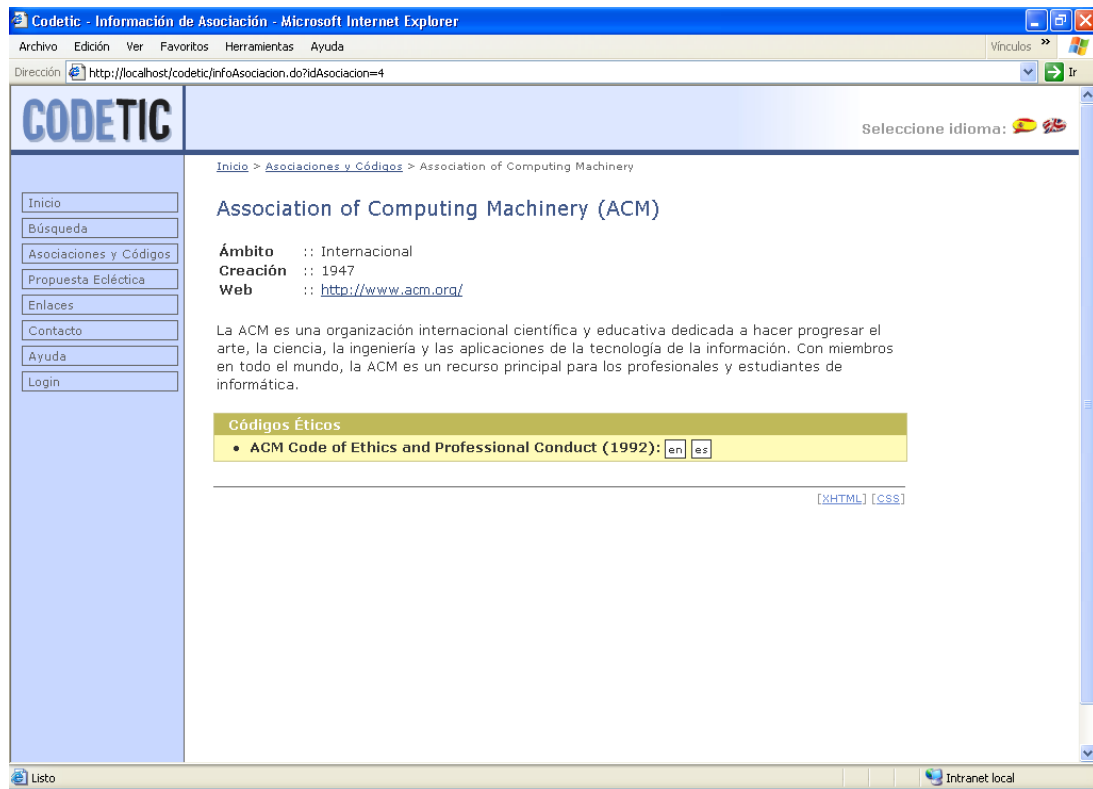 Codetic - Información de Asociación - Microsoft Internet Explorer
Archivo Edición Ver Favoritos Herramientas Ayuda Vínculos »
Dirección http://localhost/codetic/infoAsociacion.do?idAsociacion=4 Ir
CODETIC
Seleccione idioma:
Inicio > Asociaciones y Códigos > Association of Computing Machinery
Inicio
Búsqueda
Asociaciones y Códigos
Propuesta Ecléctica
Enlaces
Contacto
Ayuda
Login
Association of Computing Machinery (ACM)
Ámbito :: Internacional
Creación :: 1947
Web :: http://www.acm.org/
La ACM es una organización internacional científica y educativa dedicada a hacer progresar el
arte, la ciencia, la ingeniería y las aplicaciones de la tecnología de la información. Con miembros
en todo el mundo, la ACM es un recurso principal para los profesionales y estudiantes de
informática.
Códigos Éticos
• ACM Code of Ethics and Professional Conduct (1992): en es
[XHTML] [CSS]
Listo Intranet local